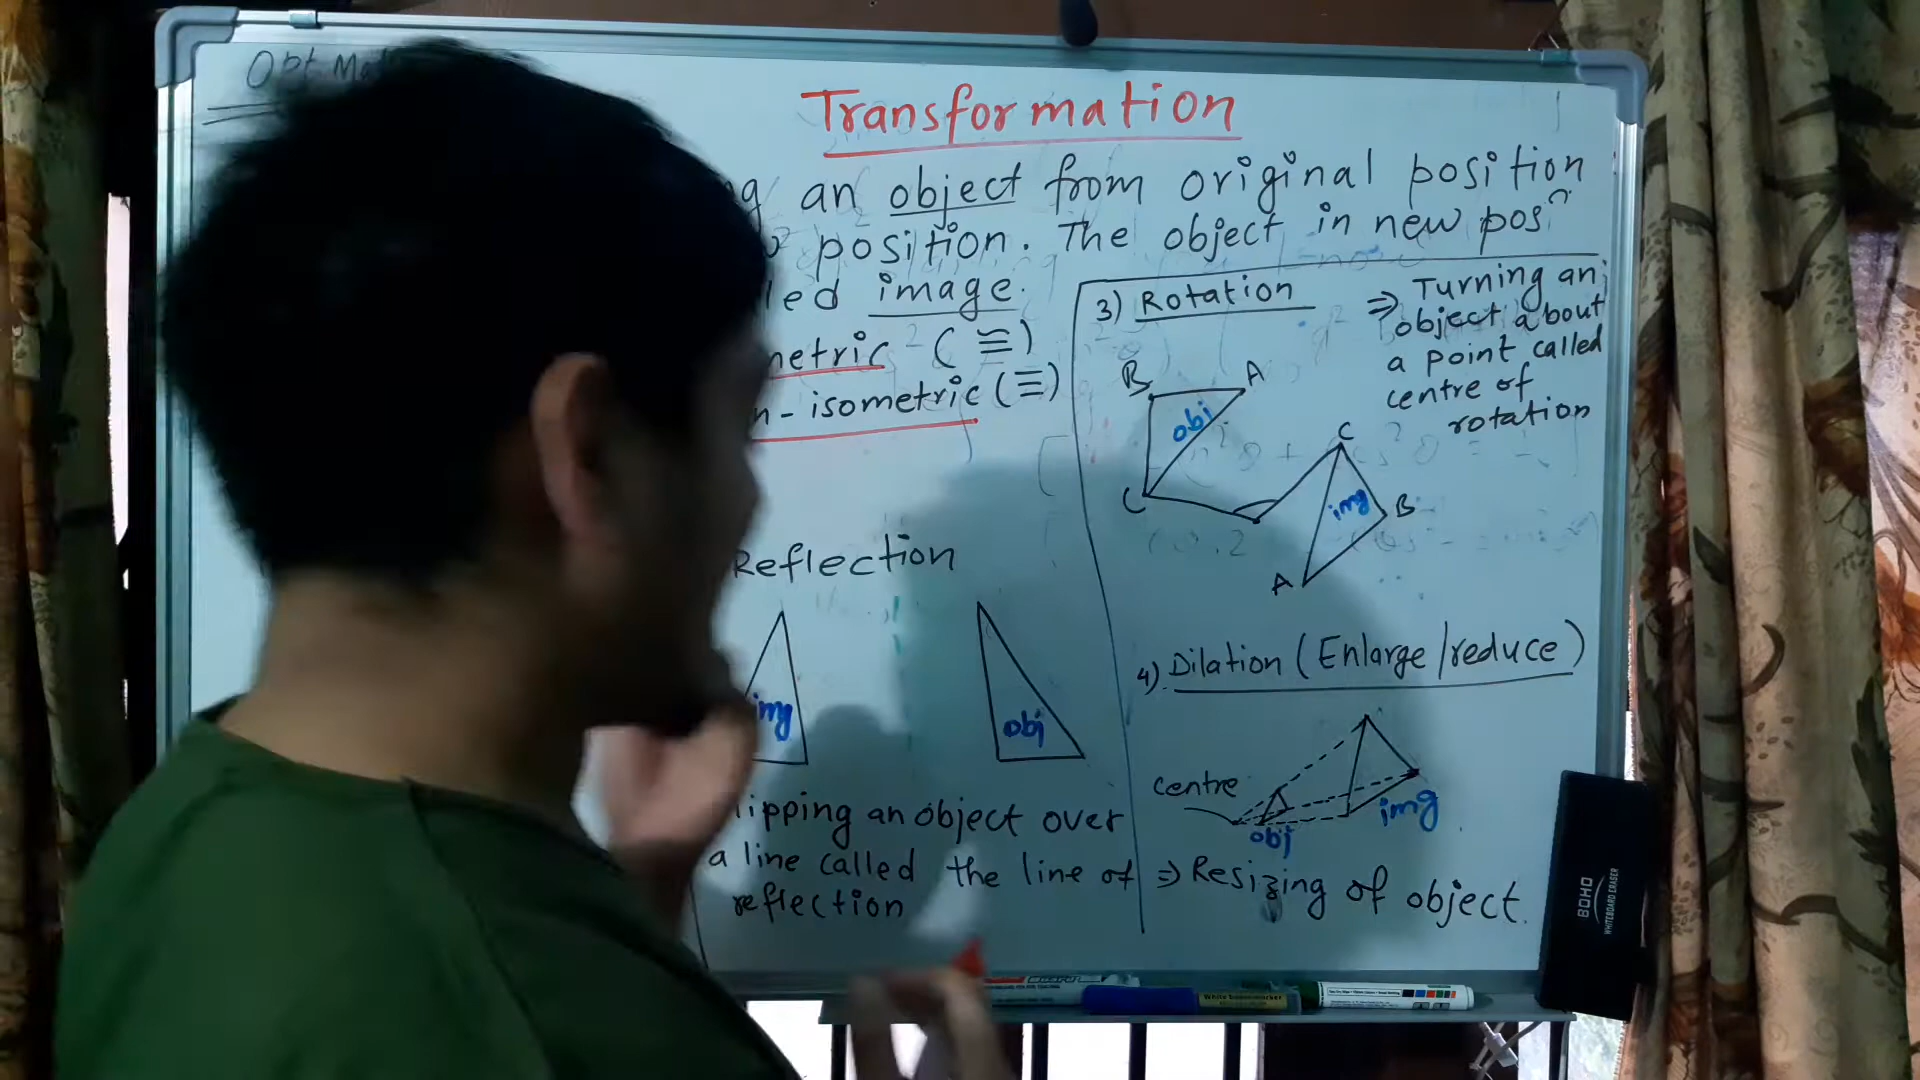 Opt
Transformation
an object from original position
position. The object in new posⁿ
image.
(≅)
isometric (≡)
3) Rotation
⇒ Turning an
object about
a point called
centre of
rotation
B
A
obj
C
C
img
B
A
Reflection
img
obj
an object over
a line called the line of
reflection
4) Dilation (Enlarge/reduce)
centre
obj
img
⇒ Resizing of object.
BOHO
WHITEBOARD ERASER